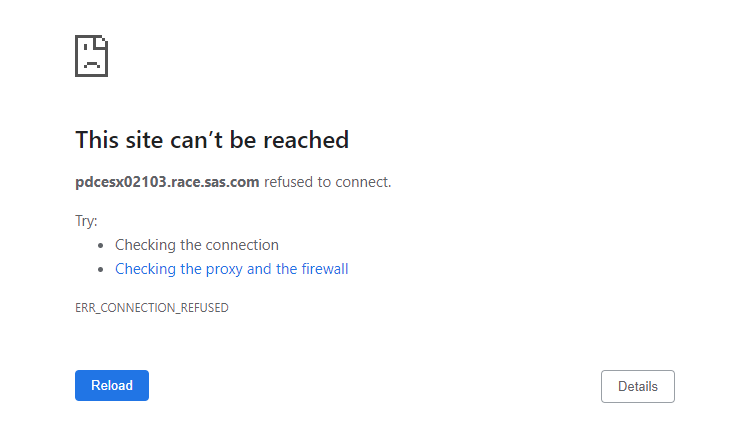 This site can’t be reached
pdcesx02103.race.sas.com refused to connect.
Try:
• Checking the connection
• Checking the proxy and the firewall
ERR_CONNECTION_REFUSED
Reload
Details